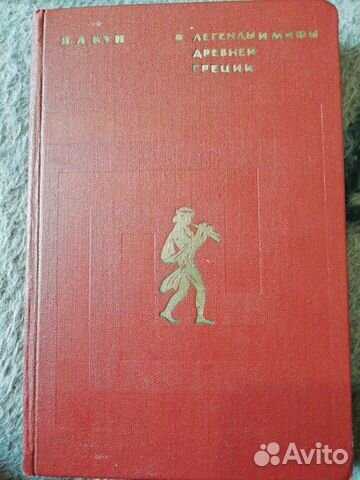 Н. А. КУН
ЛЕГЕНДЫ И МИФЫ
ДРЕВНЕЙ
ГРЕЦИИ
Avito